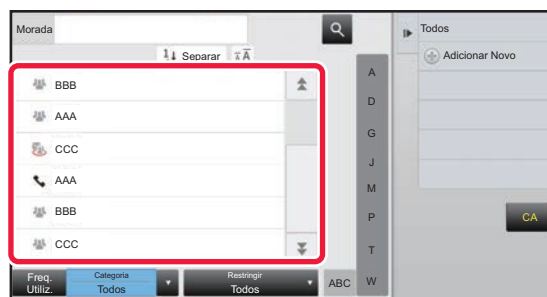 Morada
Todos
Separar
Adicionar Novo
BBB
AAA
CCC
AAA
BBB
CCC
A
D
G
J
M
P
T
W
CA
Freq. Utiliz.
Categoria
Todos
Restringir
Todos
ABC